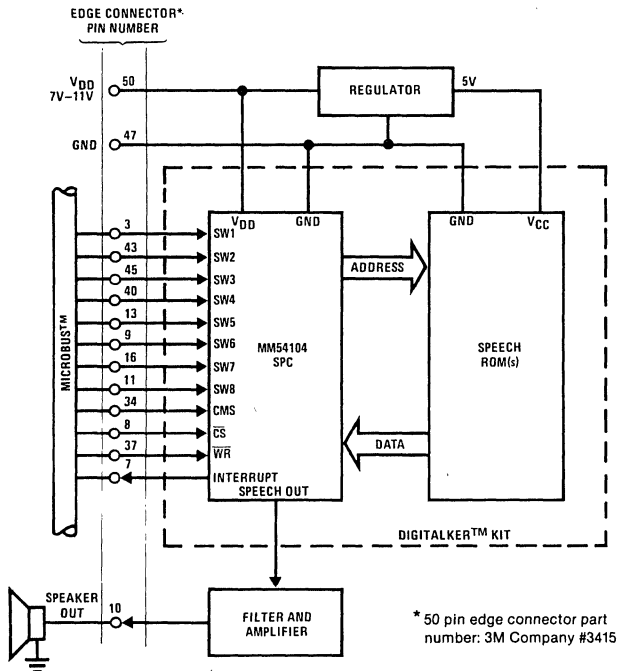 EDGE CONNECTOR*
PIN NUMBER
VDD
7V–11V
50
REGULATOR
5V
GND
47
VDD
GND
GND
VCC
MICROBUS™
3
SW1
43
SW2
45
SW3
40
SW4
13
SW5
9
SW6
16
SW7
11
SW8
34
CMS
8
CS
37
WR
7
INTERRUPT
SPEECH OUT
MM54104
SPC
ADDRESS
DATA
SPEECH
ROM(s)
DIGITALKER™ KIT
SPEAKER
OUT
10
FILTER AND
AMPLIFIER
* 50 pin edge connector part
number: 3M Company #3415